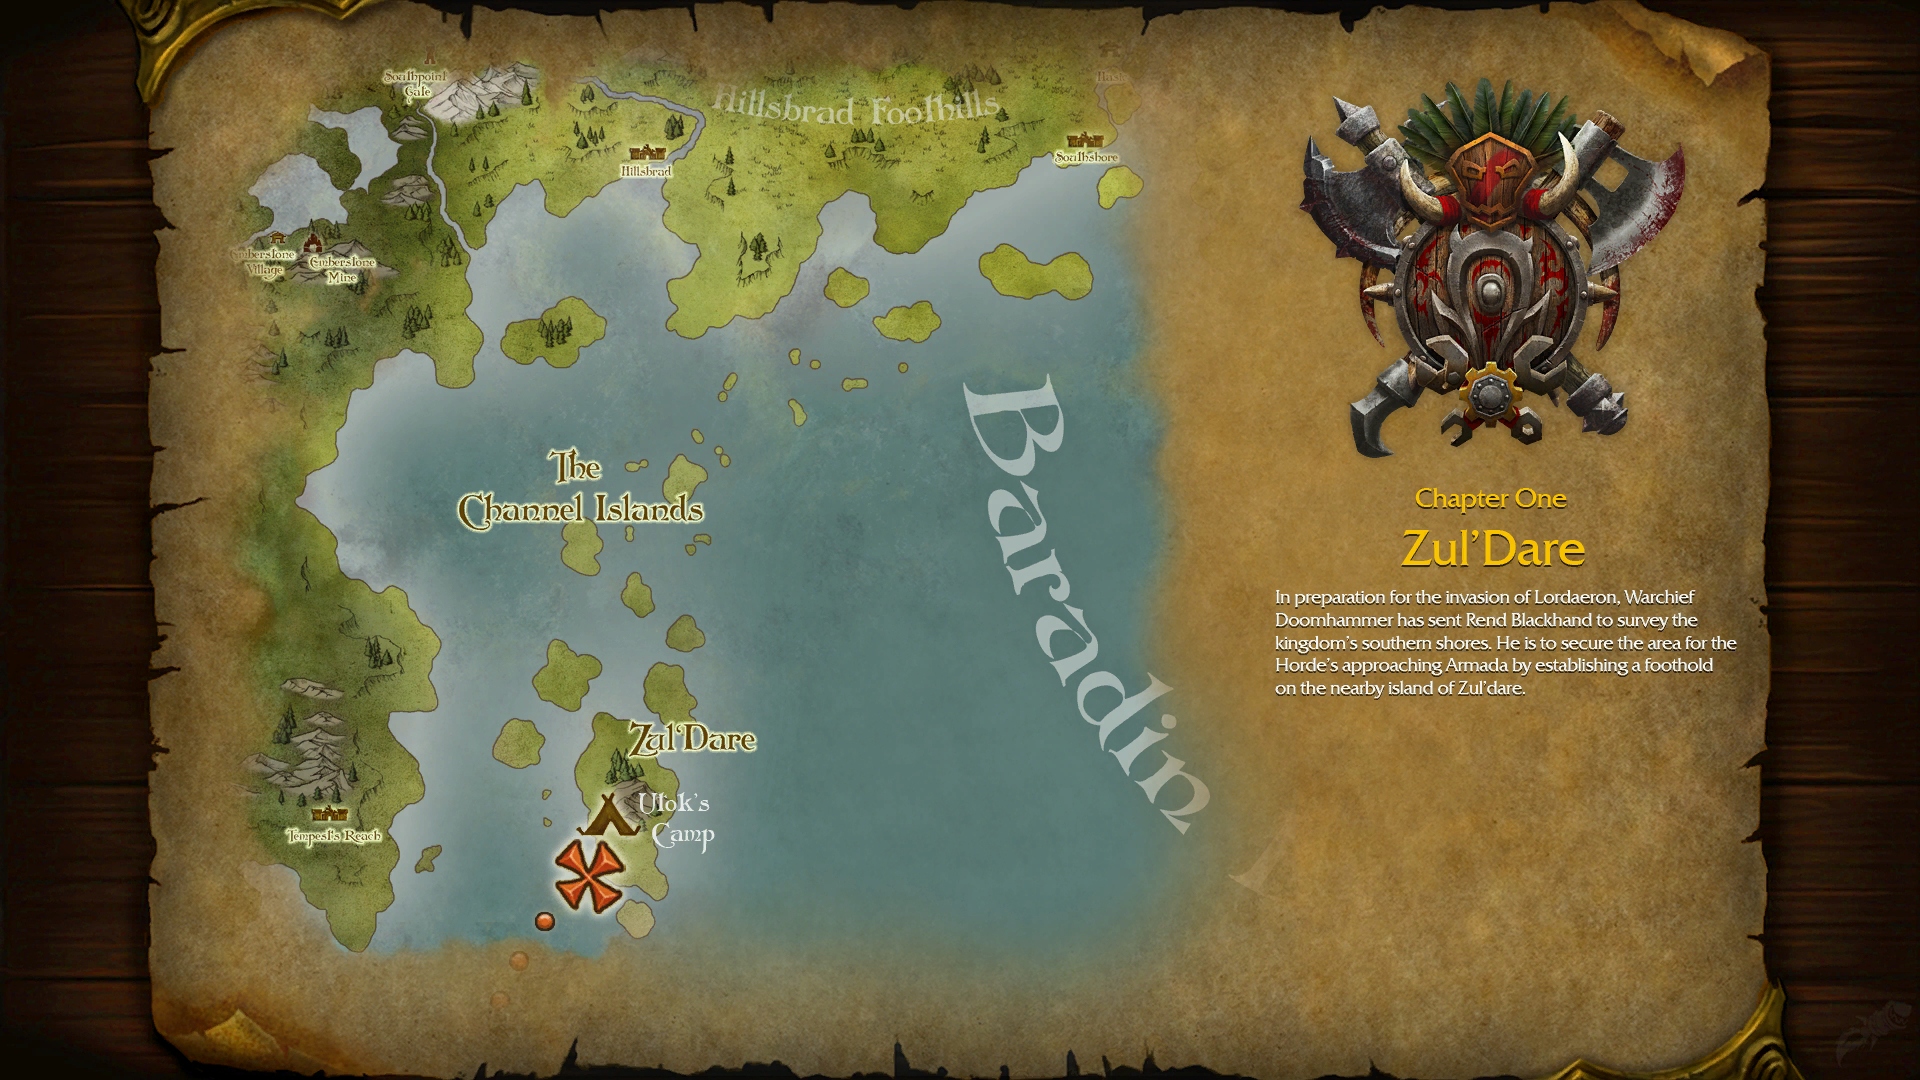 Southpoint
Gate
Hillsbrad Foothills
Hillsbrad
Southshore
Village
Emberstone
Mine
The
Channel Islands
Baradin
Zul'Dare
Ulok's
Camp
Tempest's Reach
Chapter One
Zul'Dare
In preparation for the invasion of Lordaeron, Warchief
Doomhammer has sent Rend Blackhand to survey the
kingdom's southern shores. He is to secure the area for the
Horde's approaching Armada by establishing a foothold
on the nearby island of Zul'dare.